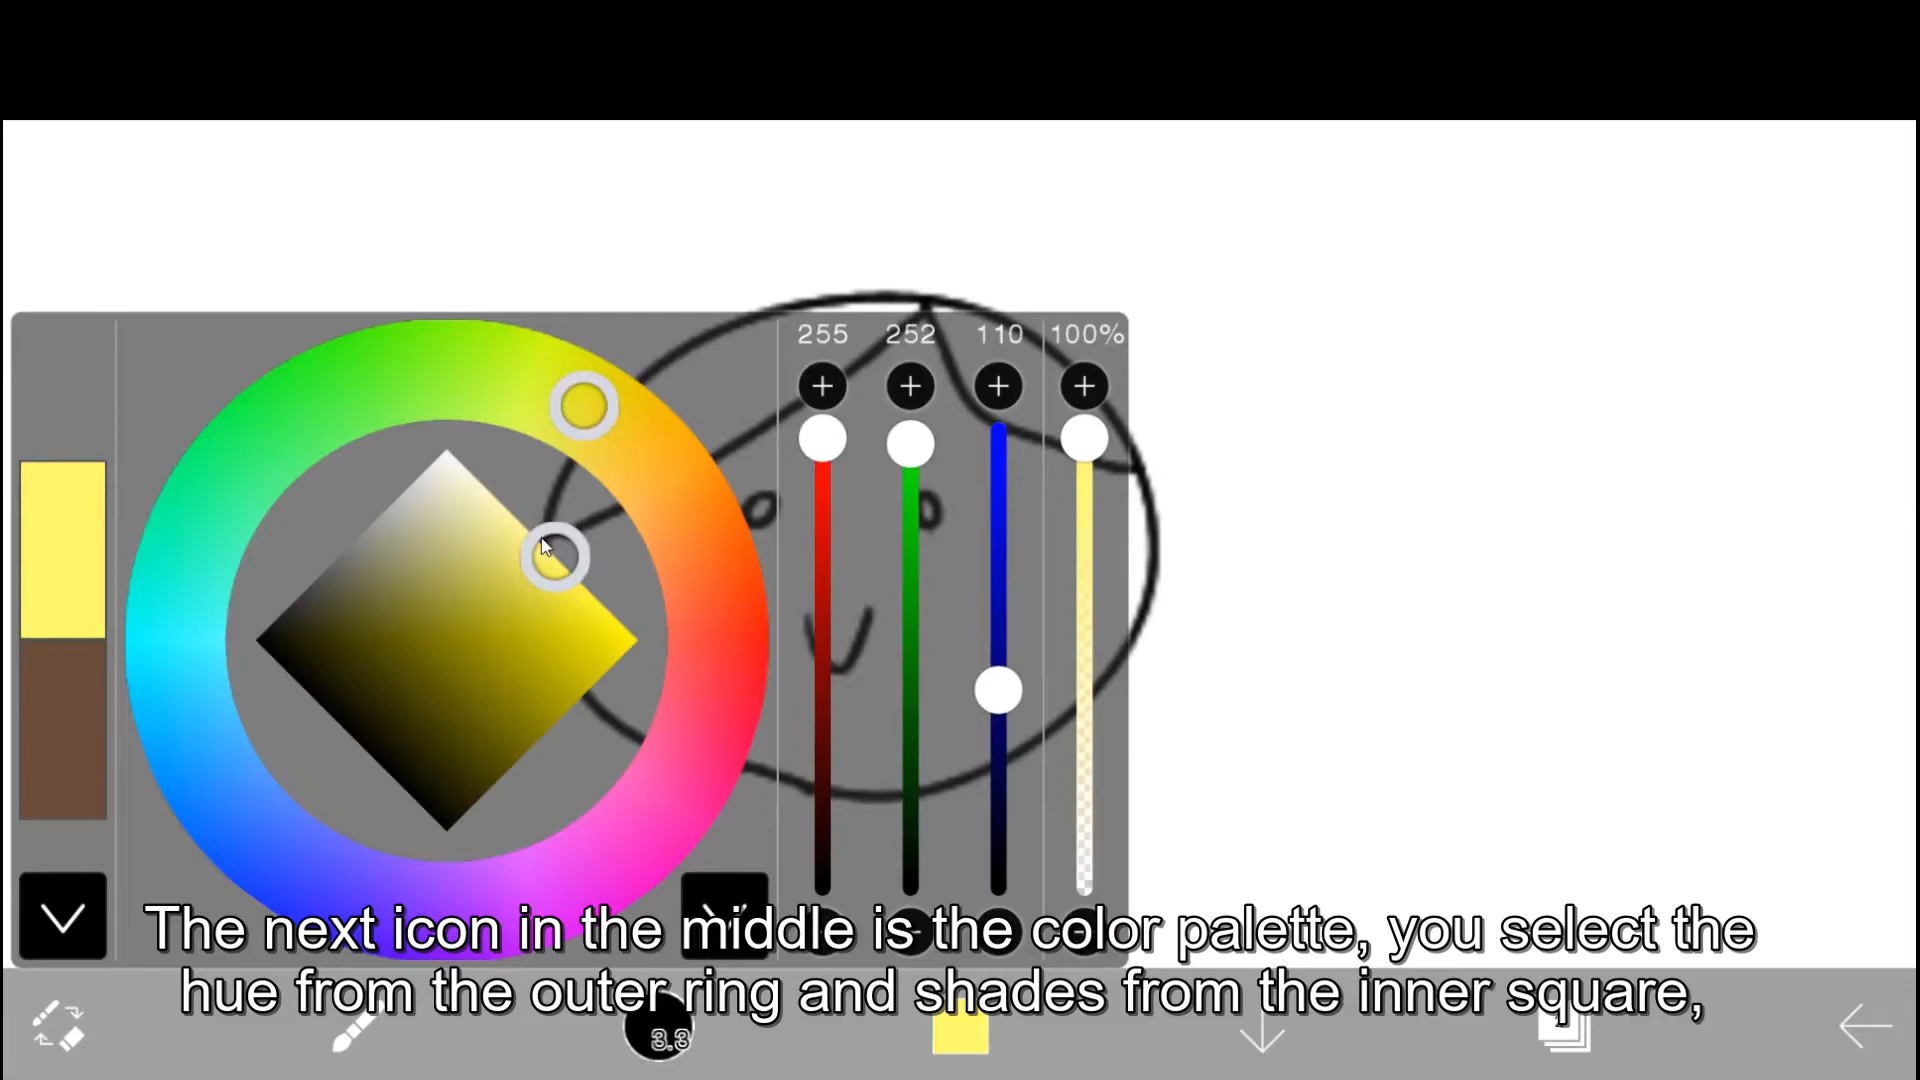 255 252 110 100%
The next icon in the middle is the color palette, you select the
hue from the outer ring and shades from the inner square,
3.3